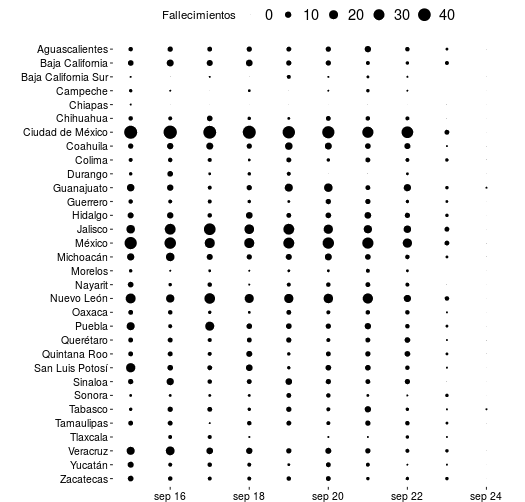 Fallecimientos 0 10 20 30 40
Aguascalientes
Baja California
Baja California Sur
Campeche
Chiapas
Chihuahua
Ciudad de México
Coahuila
Colima
Durango
Guanajuato
Guerrero
Hidalgo
Jalisco
México
Michoacán
Morelos
Nayarit
Nuevo León
Oaxaca
Puebla
Querétaro
Quintana Roo
San Luis Potosí
Sinaloa
Sonora
Tabasco
Tamaulipas
Tlaxcala
Veracruz
Yucatán
Zacatecas
sep 16 sep 18 sep 20 sep 22 sep 24